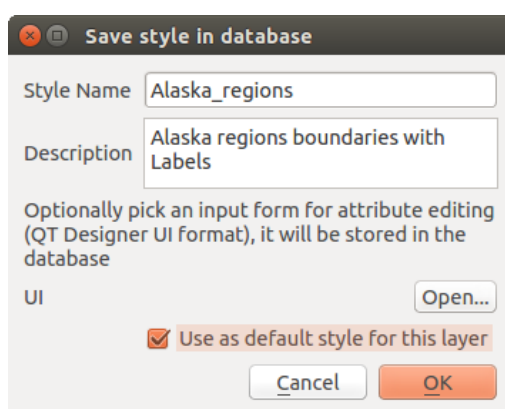 Save style in database
Style Name Alaska_regions
Description Alaska regions boundaries with
Labels
Optionally pick an input form for attribute editing
(QT Designer UI format), it will be stored in the
database
UI Open...
Use as default style for this layer
Cancel OK